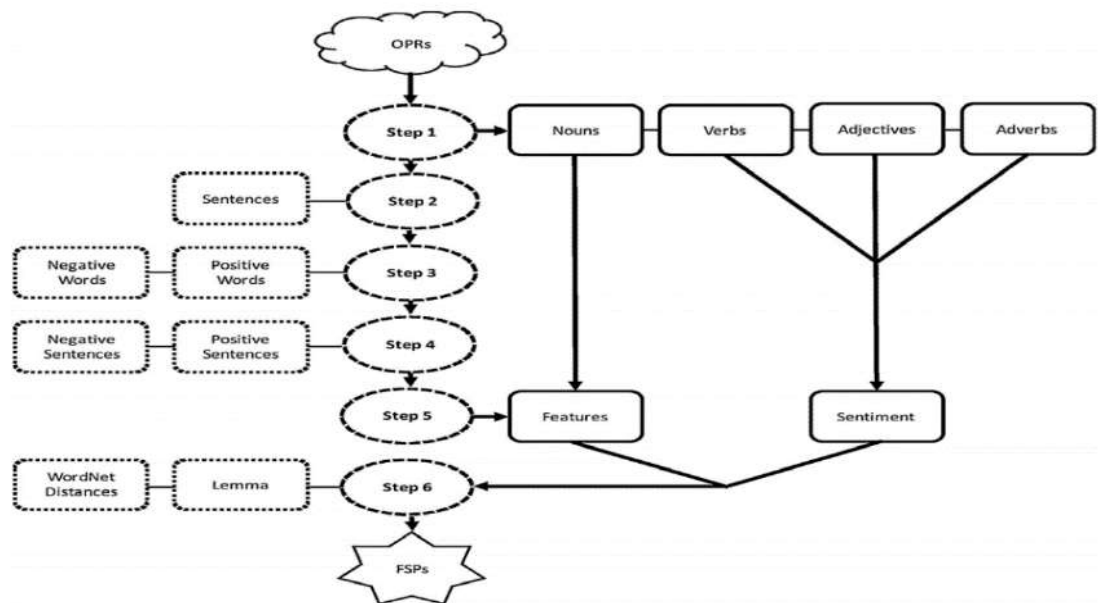 OPRs
Step 1
Nouns
Verbs
Adjectives
Adverbs
Sentences
Step 2
Negative
Words
Positive
Words
Step 3
Negative
Sentences
Positive
Sentences
Step 4
Step 5
Features
Sentiment
WordNet
Distances
Lemma
Step 6
FSPs